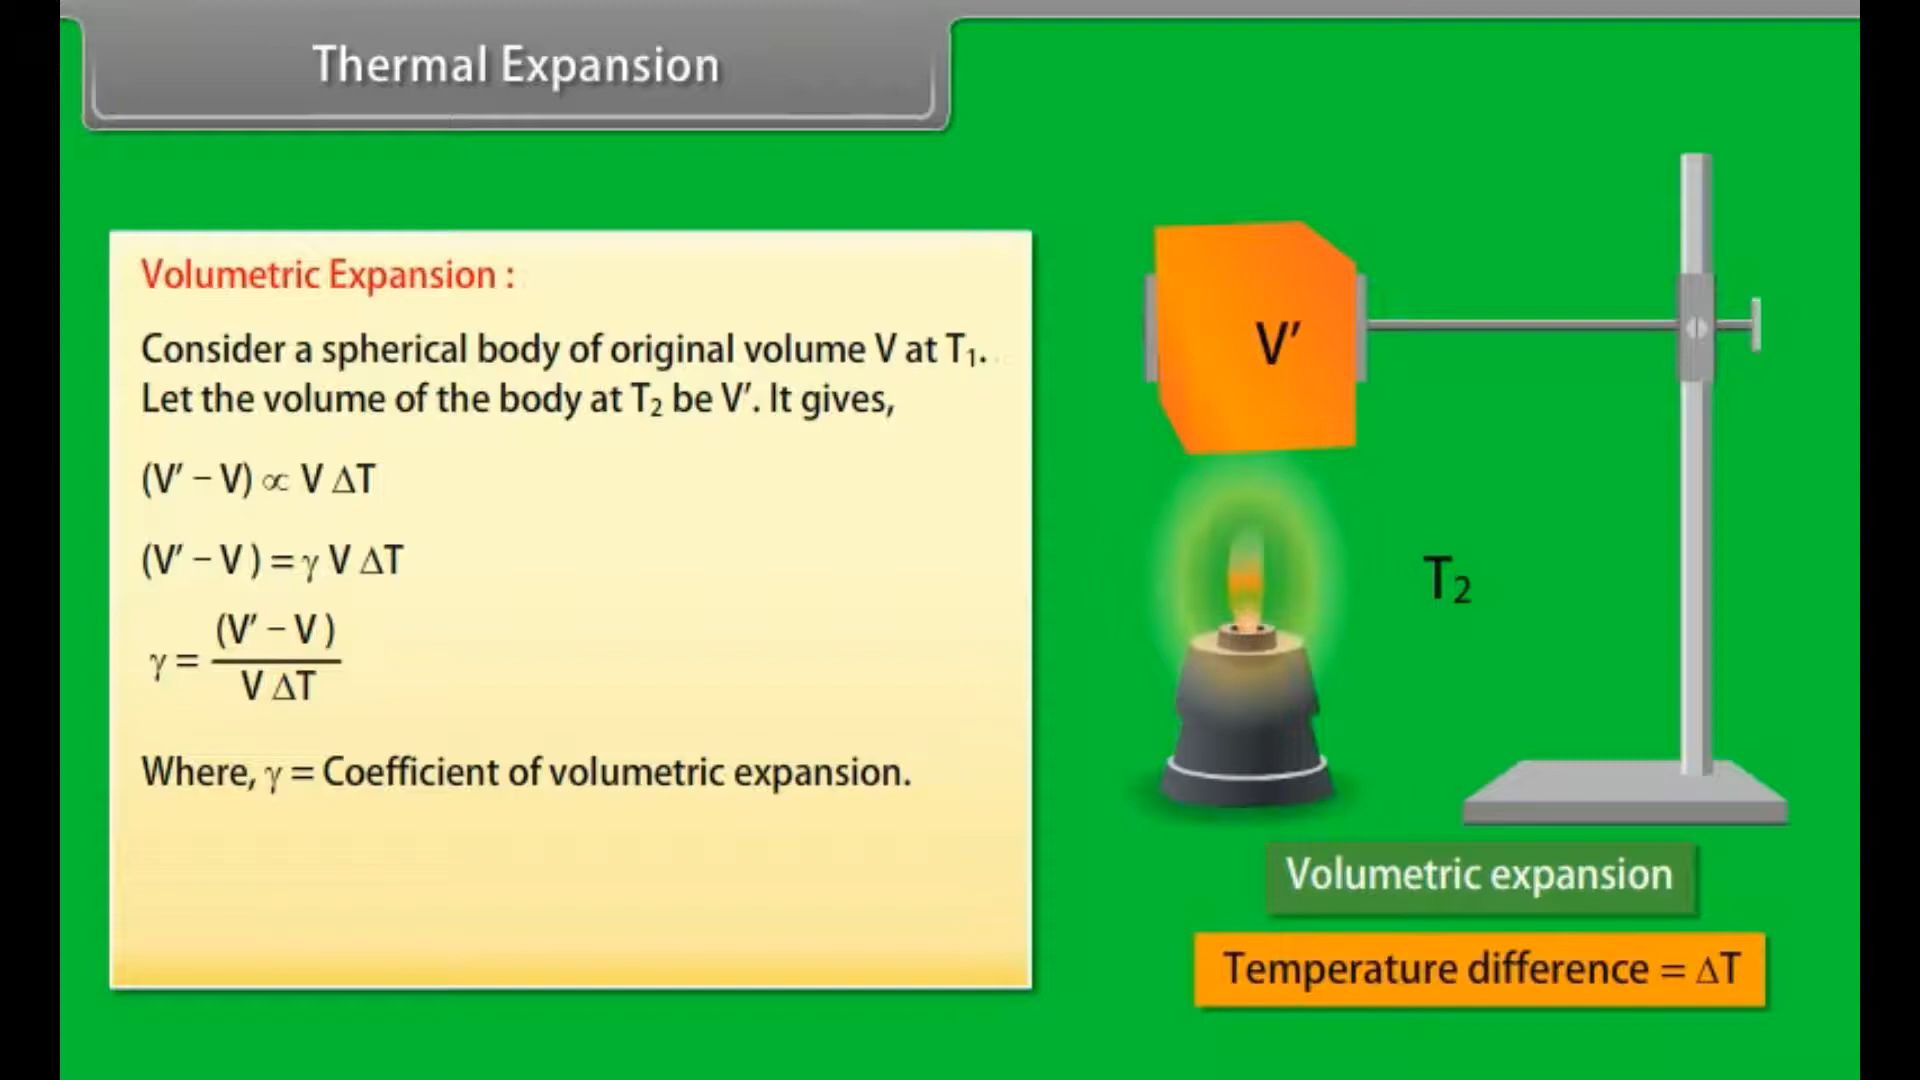 Thermal Expansion
Volumetric Expansion :
Consider a spherical body of original volume V at T₁.
Let the volume of the body at T₂ be V′. It gives,
(V′ – V) ∝ V ΔT
(V′ – V ) = γ V ΔT
γ = (V′ – V )
V ΔT
Where, γ = Coefficient of volumetric expansion.
V′
T₂
Volumetric expansion
Temperature difference = ΔT